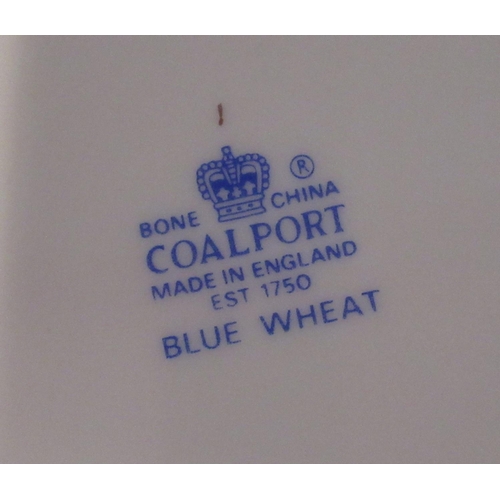 ®
BONE CHINA
COALPORT
MADE IN ENGLAND
EST 1750
BLUE WHEAT